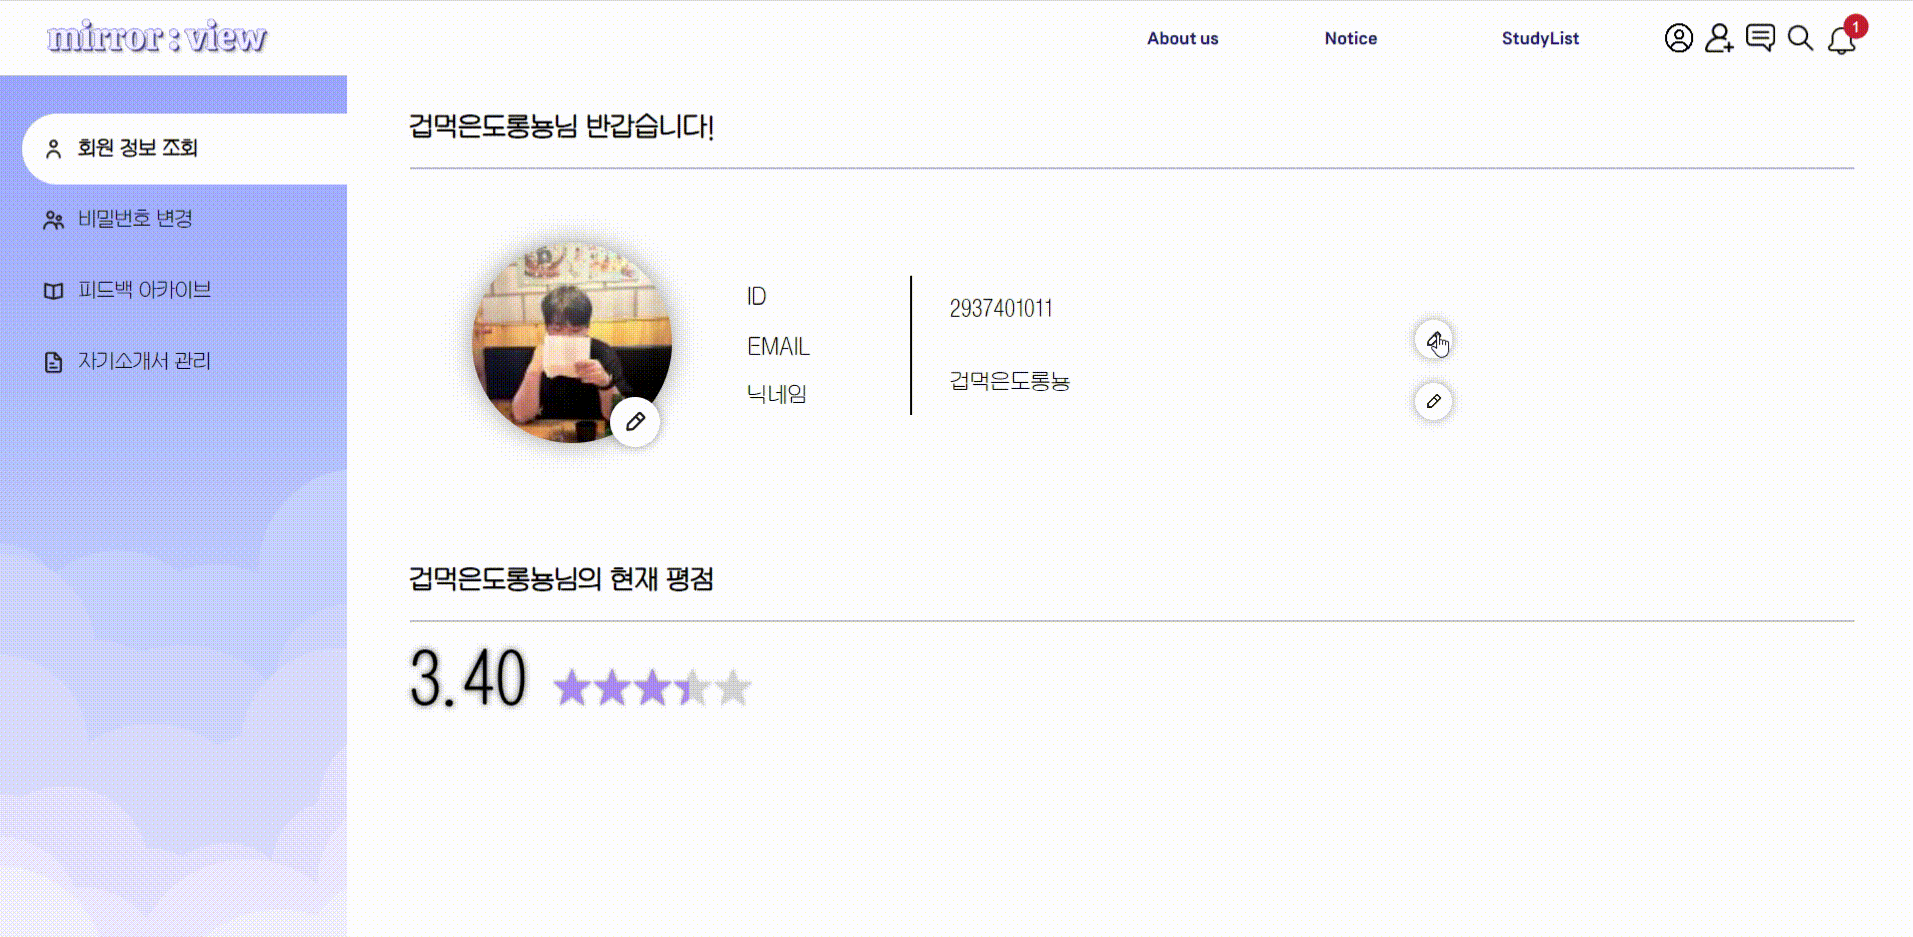 mirror : view
About us
Notice
StudyList
1
회원 정보 조회
비밀번호 변경
피드백 아카이브
자기소개서 관리
겁먹은도롱뇽님 반갑습니다!
ID
2937401011
EMAIL
닉네임
겁먹은도롱뇽
겁먹은도롱뇽님의 현재 평점
3.40